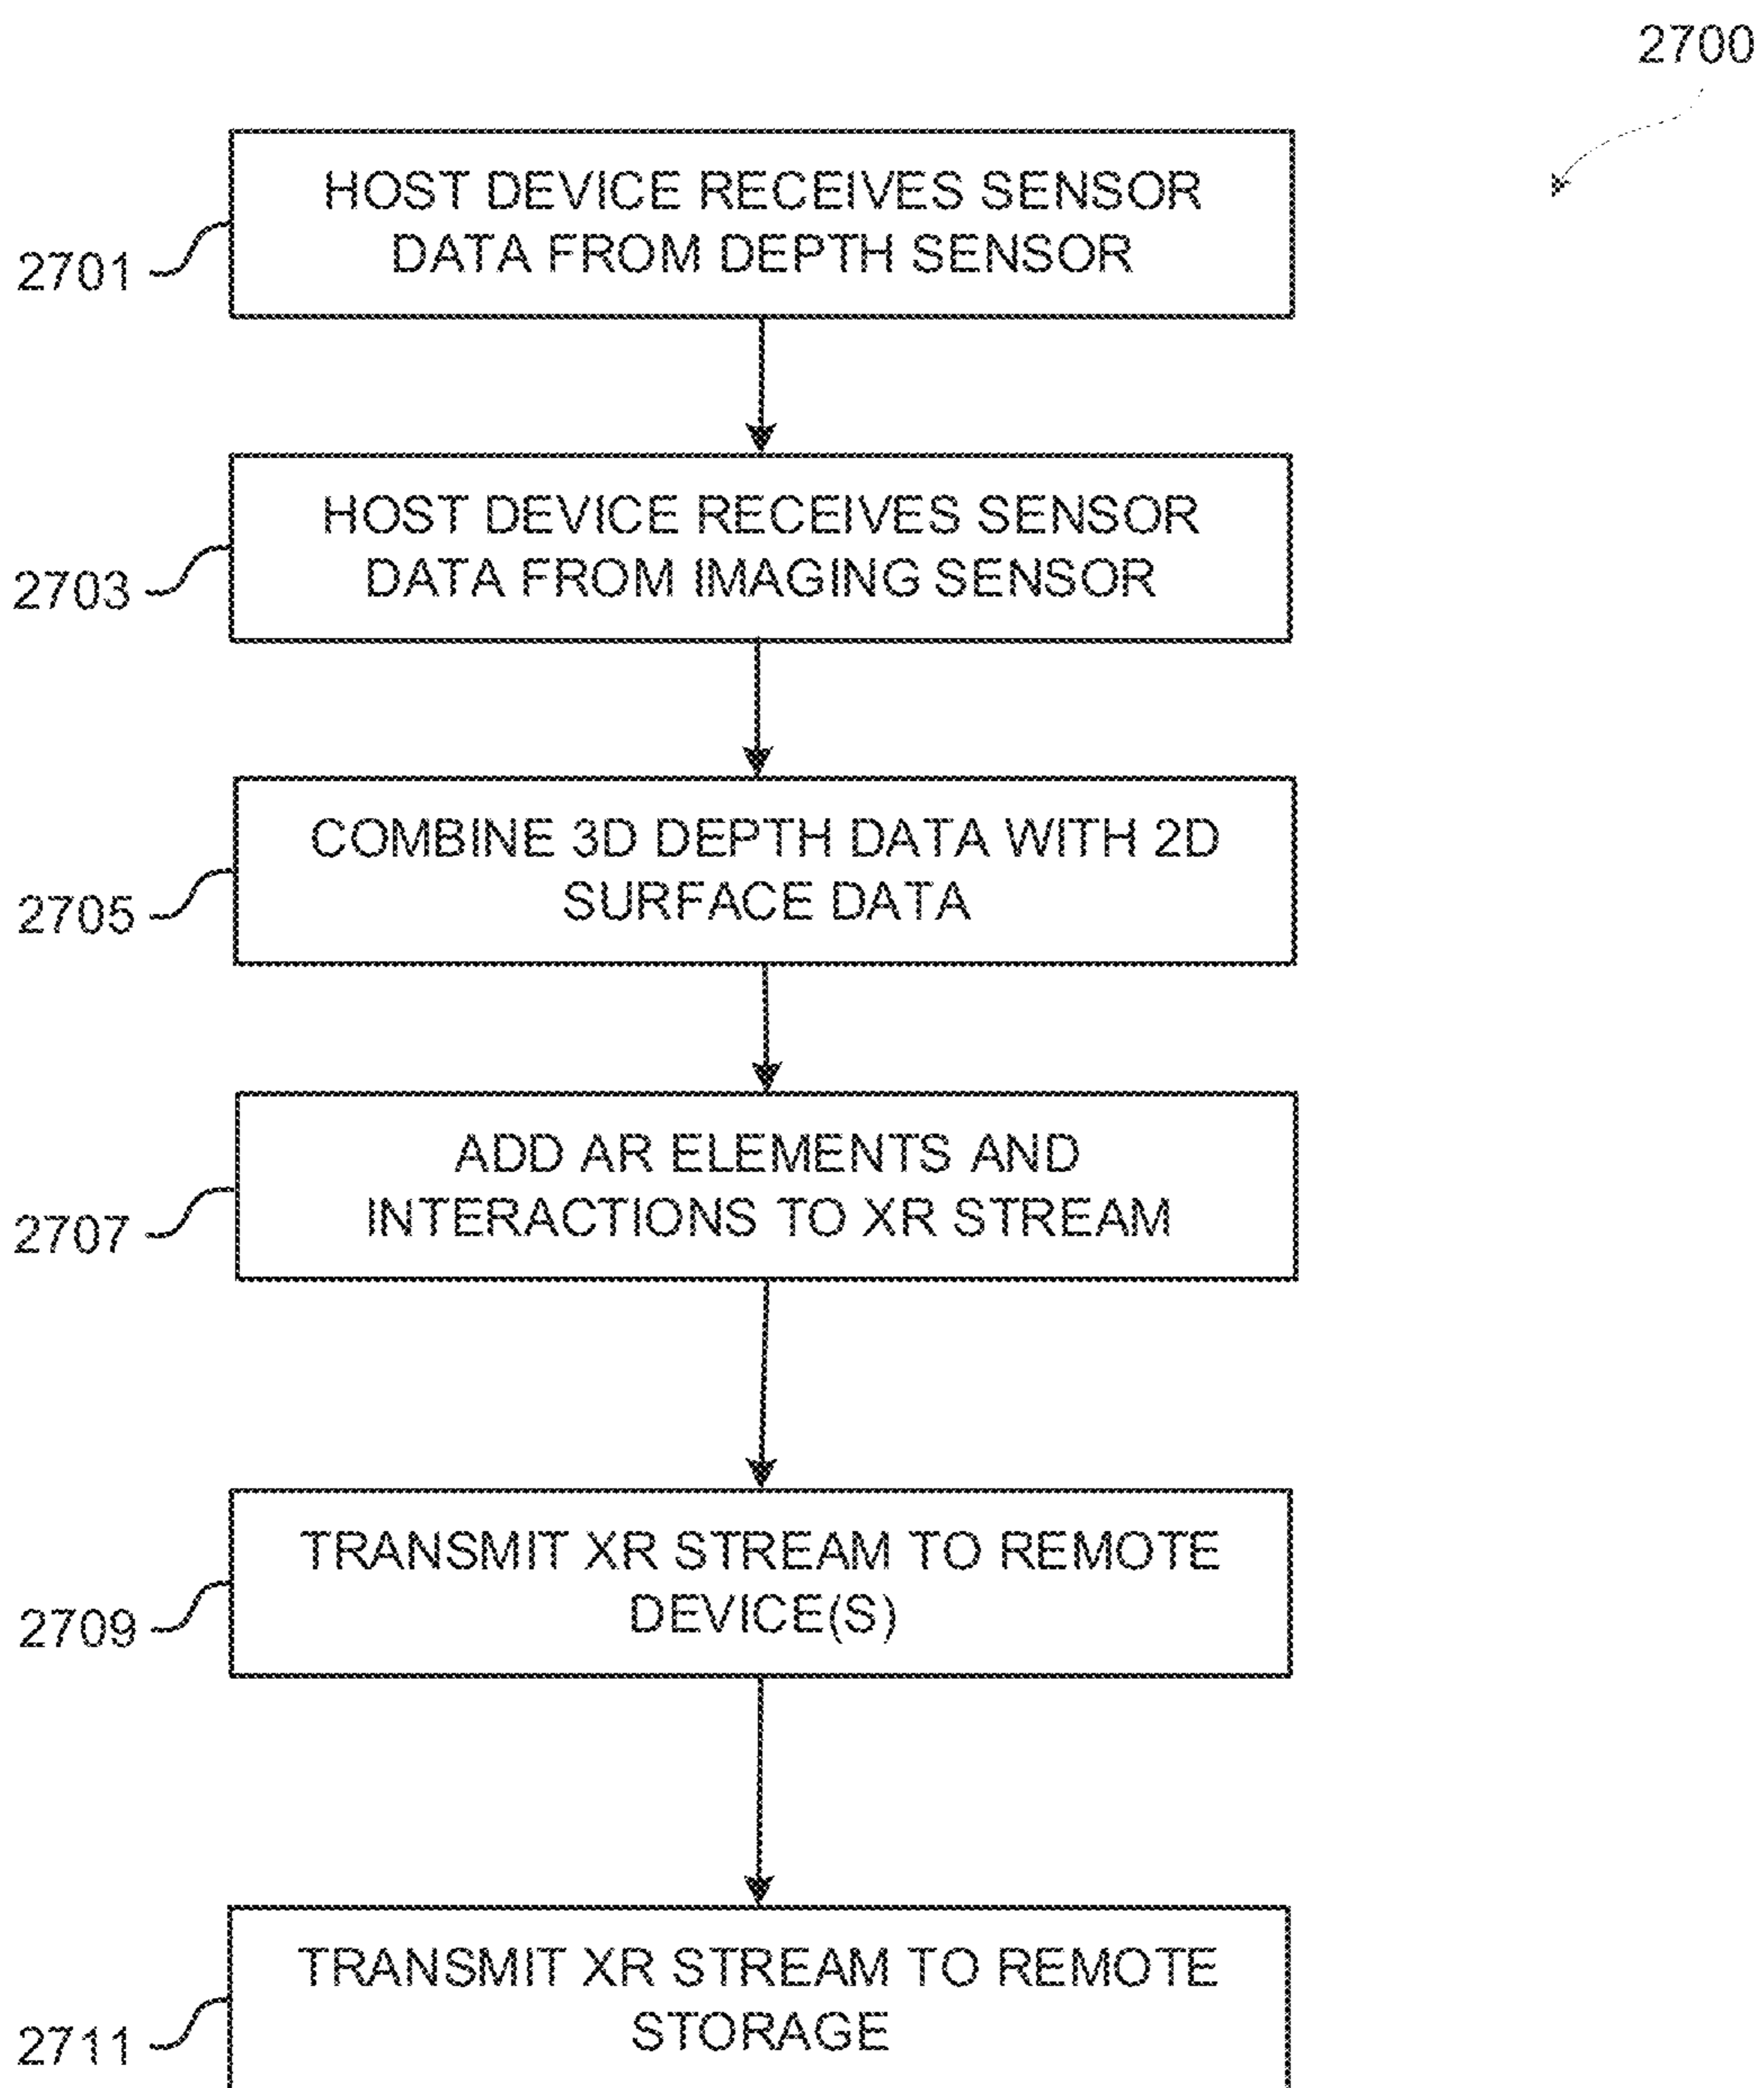 2700
HOST DEVICE RECEIVES SENSOR
DATA FROM DEPTH SENSOR
2701
HOST DEVICE RECEIVES SENSOR
DATA FROM IMAGING SENSOR
2703
COMBINE 3D DEPTH DATA WITH 2D
SURFACE DATA
2705
ADD AR ELEMENTS AND
INTERACTIONS TO XR STREAM
2707
TRANSMIT XR STREAM TO REMOTE
DEVICE(S)
2709
TRANSMIT XR STREAM TO REMOTE
STORAGE
2711